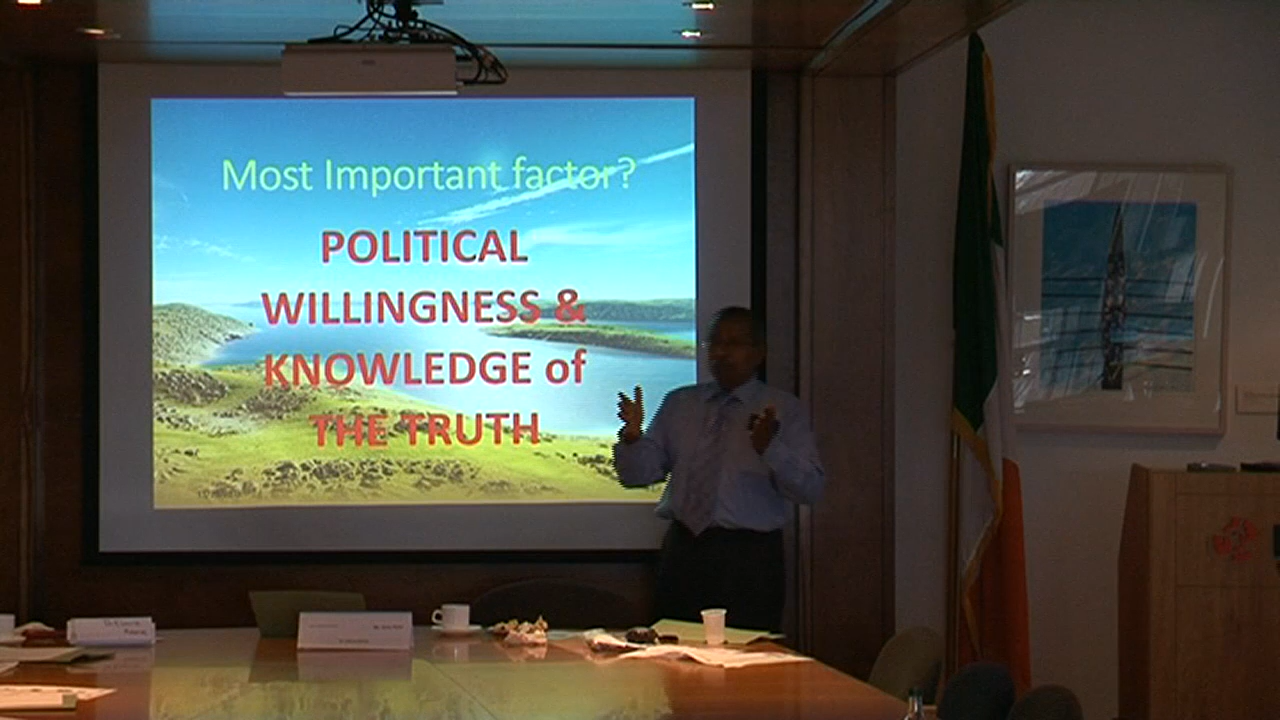 Most Important factor?
POLITICAL
WILLINGNESS &
KNOWLEDGE of
THE TRUTH